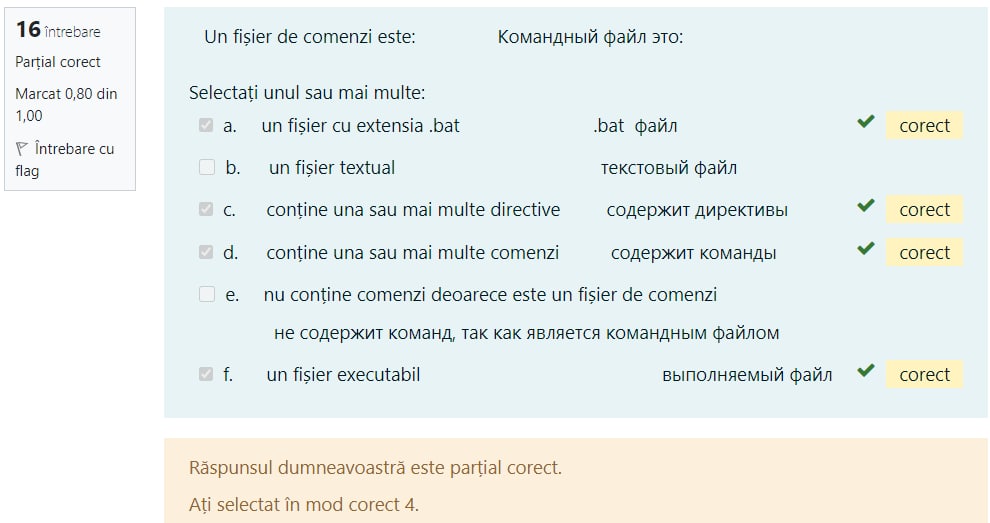 16 întrebare
Parțial corect
Marcat 0,80 din
1,00
Întrebare cu
flag
Un fișier de comenzi este: Командный файл это:
Selectați unul sau mai multe:
a. un fișier cu extensia .bat .bat файл corect
b. un fișier textual текстовый файл
c. conține una sau mai multe directive содержит директивы corect
d. conține una sau mai multe comenzi содержит команды corect
e. nu conține comenzi deoarece este un fișier de comenzi
не содержит команд, так как является командным файлом
f. un fișier executabil выполняемый файл corect
Răspunsul dumneavoastră este parțial corect.
Ați selectat în mod corect 4.